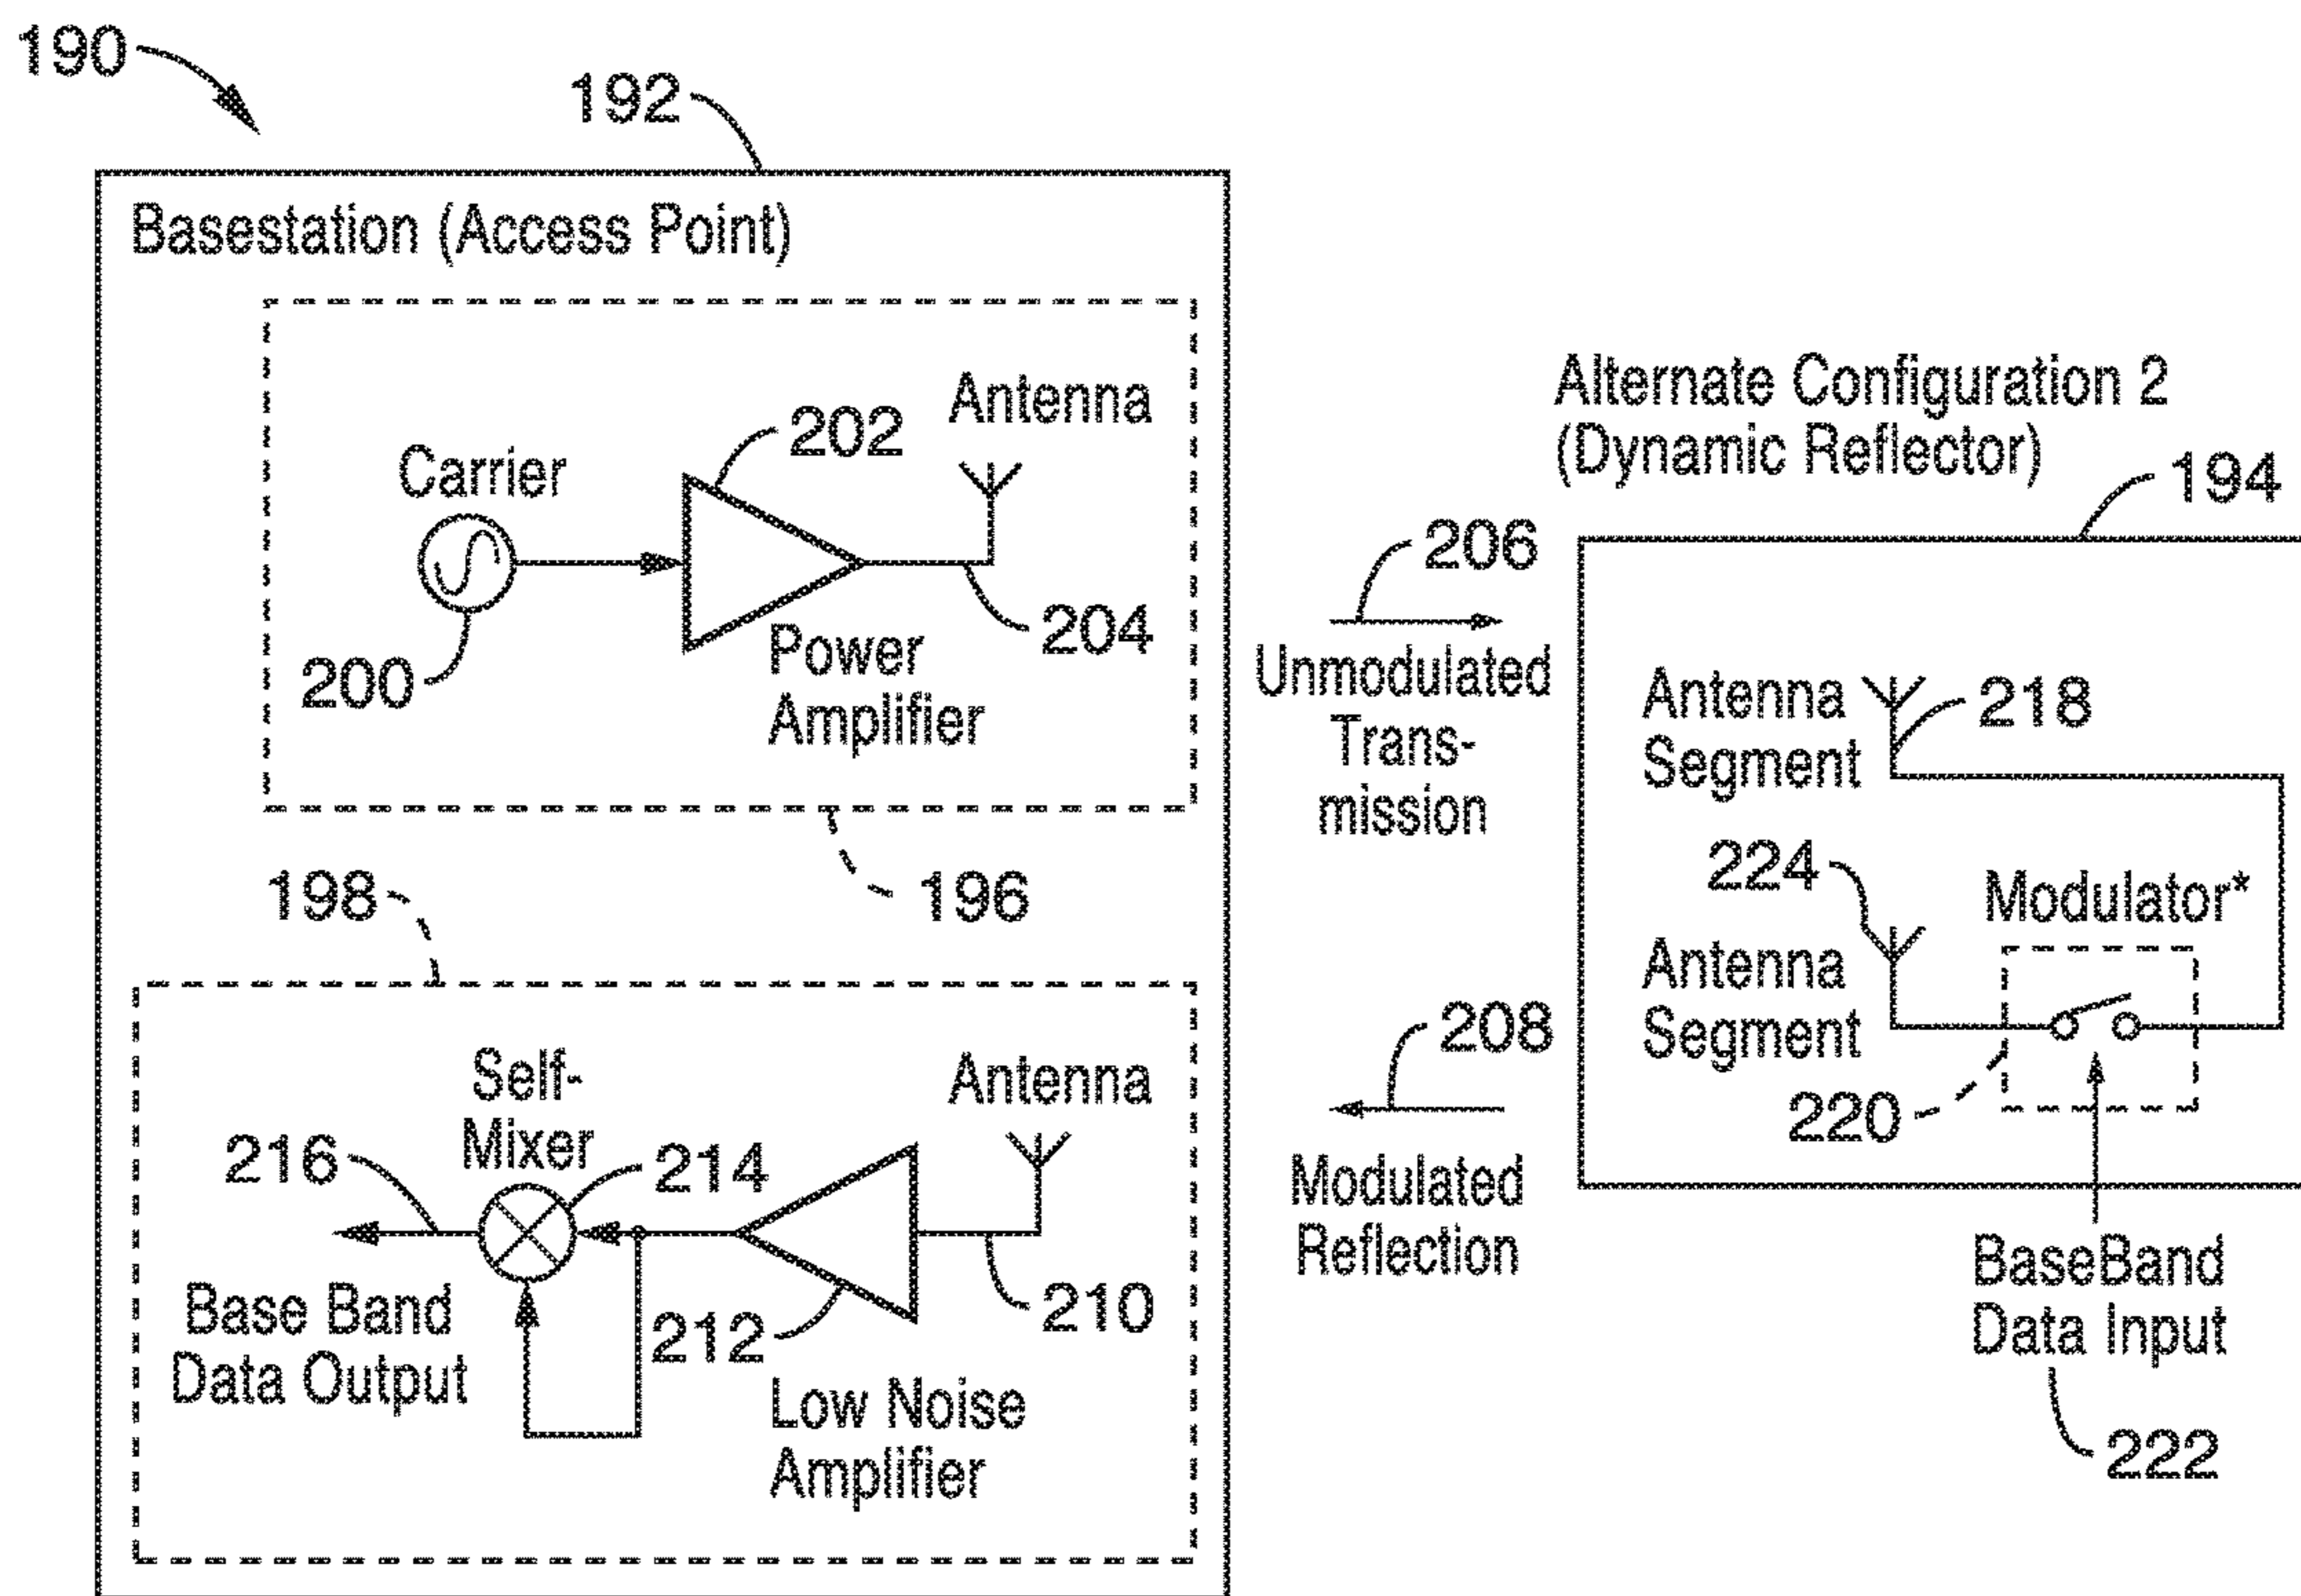 190
192
Basestation (Access Point)
Carrier
202
Antenna
200
Power
Amplifier
204
196
198
Self-
Mixer
Antenna
216
214
Base Band
Data Output
212
210
Low Noise
Amplifier
206
Unmodulated
Trans-
mission
208
Modulated
Reflection
Alternate Configuration 2
(Dynamic Reflector)
194
Antenna
Segment
218
224
Modulator*
Antenna
Segment
220
BaseBand
Data Input
222